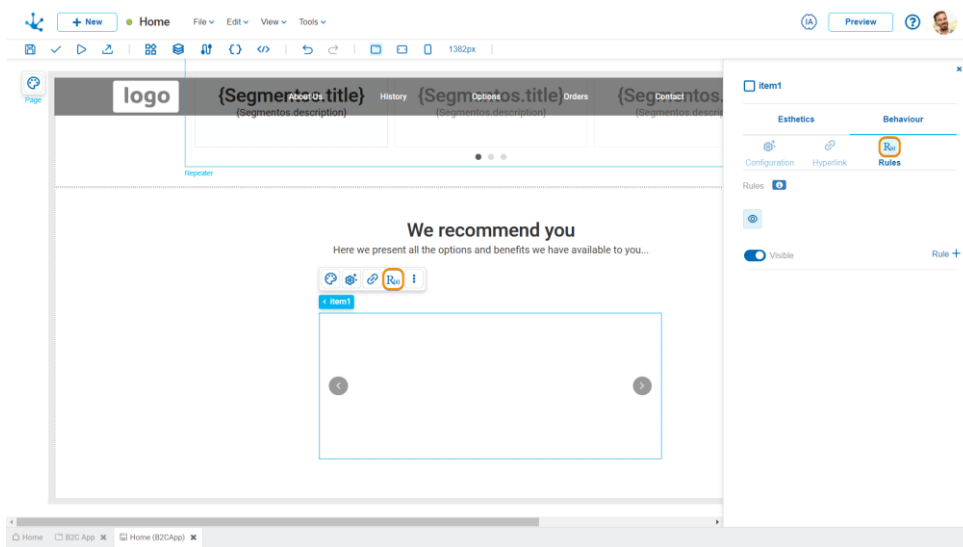 + New
Home
File
Edit
View
Tools
IA
Preview
?
1382px
Page
logo
About Us
History
Options
Orders
Contact
{Segmentos.title}
{Segmentos.title}
{Segmentos.
{Segmentos.description}
{Segmentos.description}
{Segmentos.descrip
Repeater
We recommend you
Here we present all the options and benefits we have available to you...
R(x)
< item1
item1
Esthetics
Behaviour
Configuration
Hyperlink
R(x)
Rules
Rules
Visible
Rule +
Home
B2C App
Home (B2CApp)